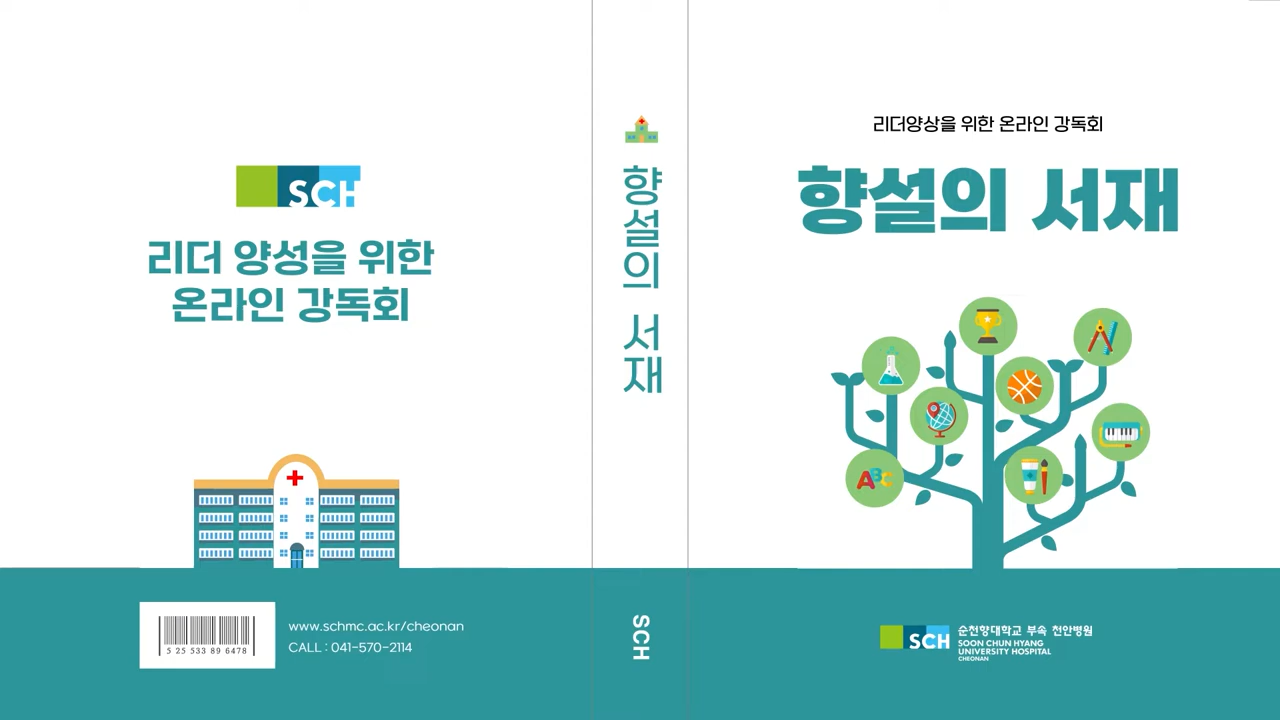 SCH
리더 양성을 위한
온라인 강독회
5 25 533 89 6478
www.schmc.ac.kr/cheonan
CALL : 041-570-2114
향설의 서재
SCH
리더양상을 위한 온라인 강독회
향설의 서재
ABC
SCH
순천향대학교 부속 천안병원
SOON CHUN HYANG
UNIVERSITY HOSPITAL
CHEONAN